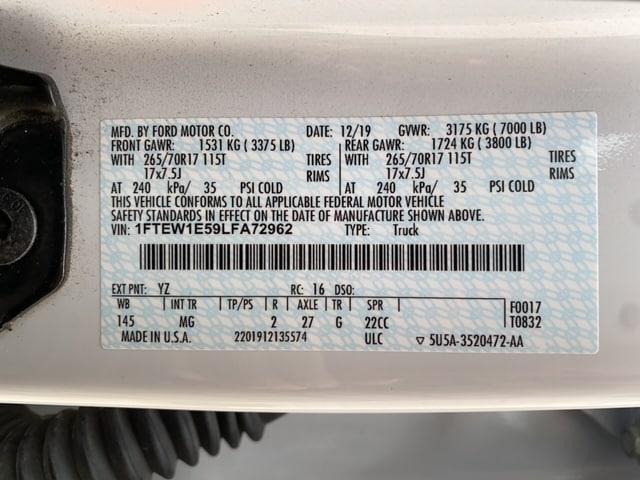 MFD. BY FORD MOTOR CO. DATE: 12/19 GVWR: 3175 KG ( 7000 LB)
FRONT GAWR: 1531 KG ( 3375 LB) REAR GAWR: 1724 KG ( 3800 LB)
WITH 265/70R17 115T TIRES WITH 265/70R17 115T TIRES
17x7.5J RIMS 17x7.5J RIMS
AT 240 kPa/ 35 PSI COLD AT 240 kPa/ 35 PSI COLD
THIS VEHICLE CONFORMS TO ALL APPLICABLE FEDERAL MOTOR VEHICLE
SAFETY STANDARDS IN EFFECT ON THE DATE OF MANUFACTURE SHOWN ABOVE.
VIN: 1FTEW1E59LFA72962 TYPE: Truck
EXT PNT: YZ RC: 16 DSO:
WB INT TR TP/PS R AXLE TR SPR F0017
145 MG 2 27 G 22CC T0832
MADE IN U.S.A. 2201912135574 ULC ▽ 5U5A-3520472-AA